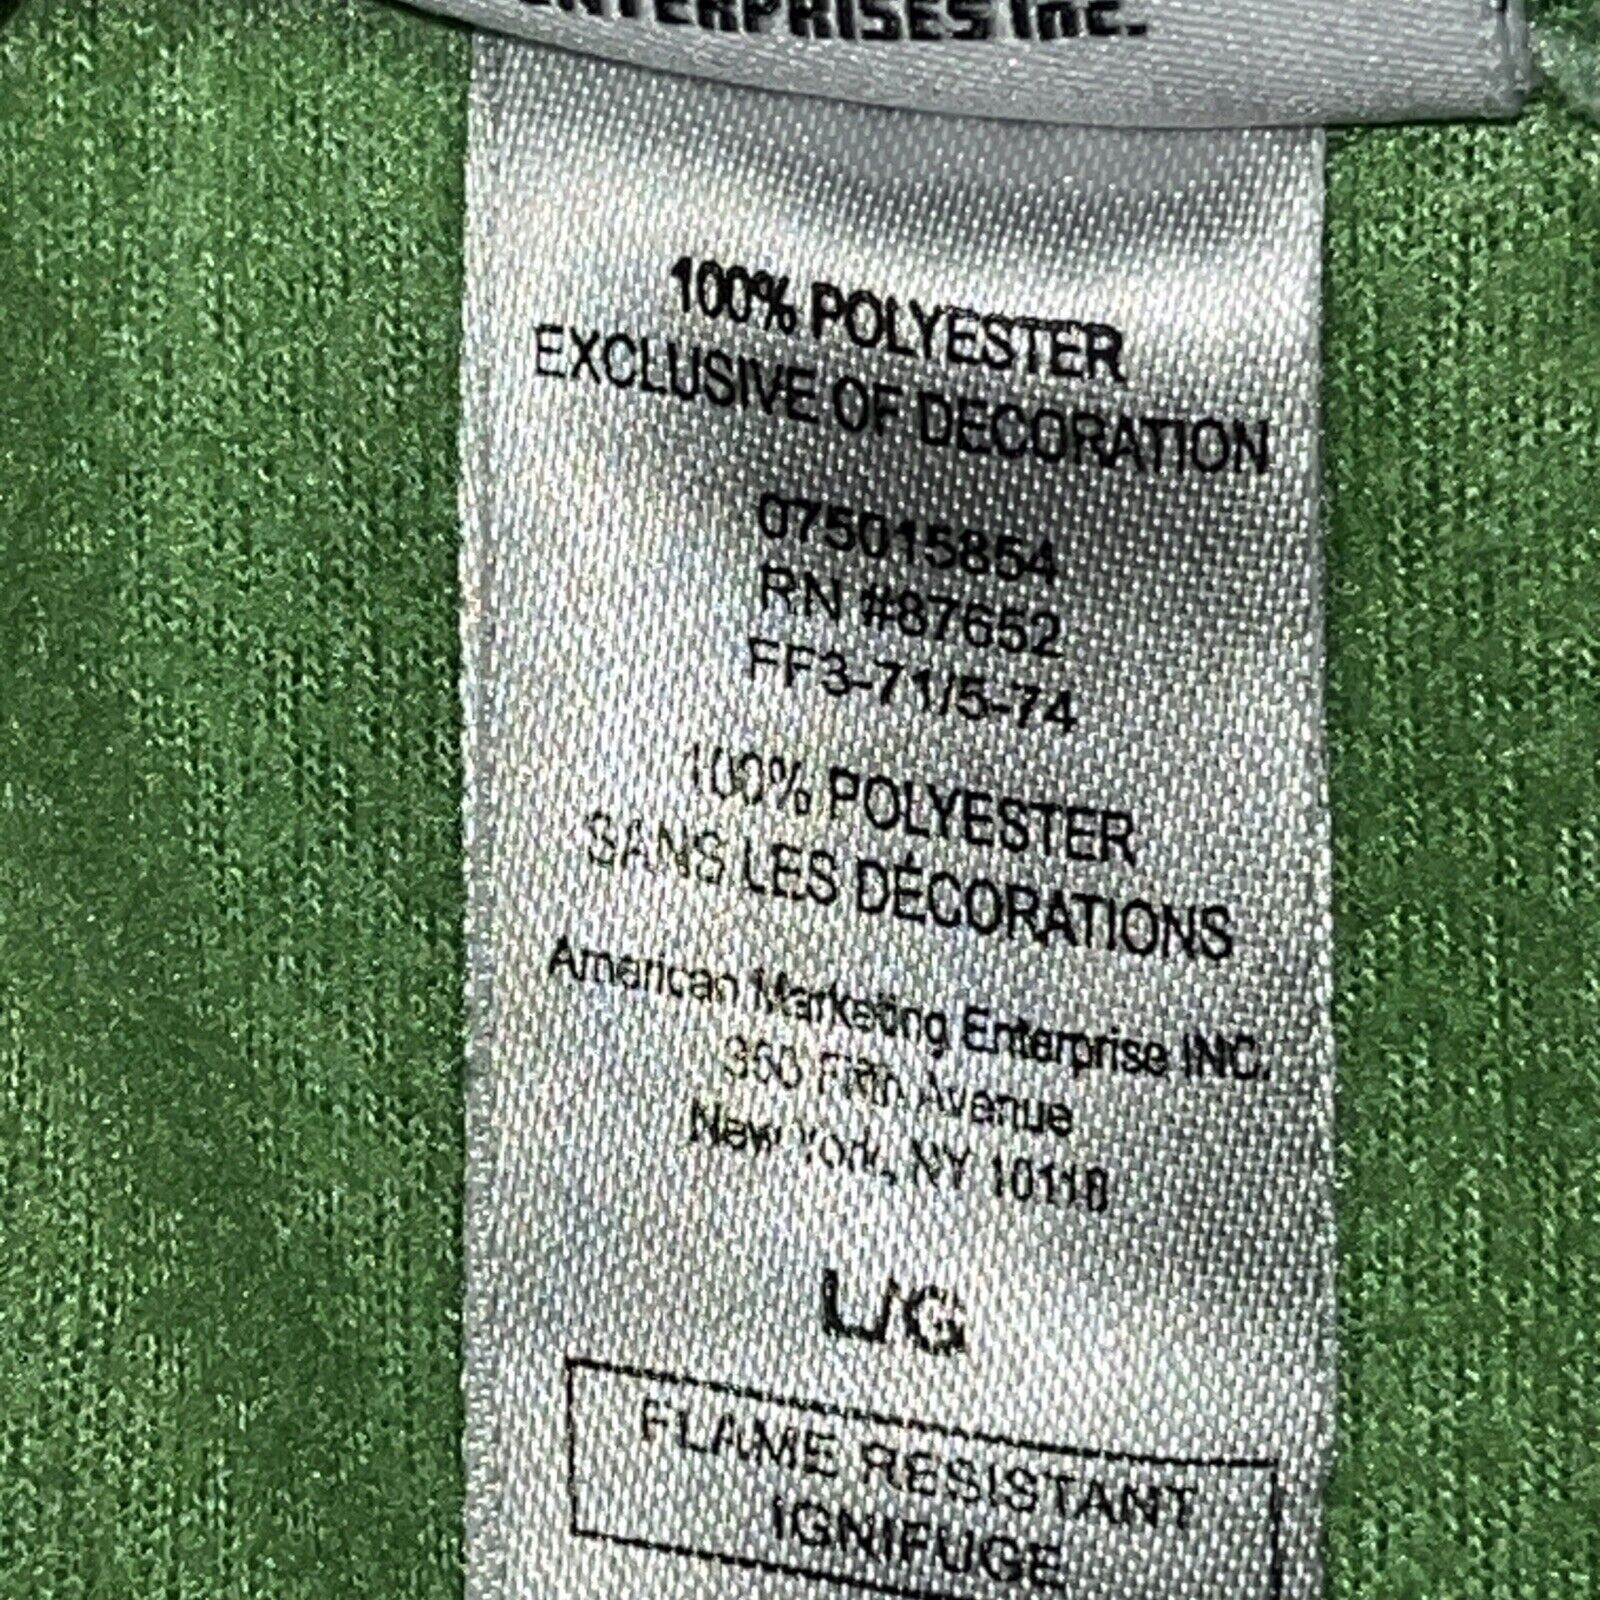 ENTERPRISES Inc.
100% POLYESTER
EXCLUSIVE OF DECORATION
075015854
RN #87652
FF3-71/5-74
100% POLYESTER
SANS LES DÉCORATIONS
American Marketing Enterprise INC.
350 Fifth Avenue
New York, NY 10118
L/G
FLAME RESISTANT
IGNIFUGE